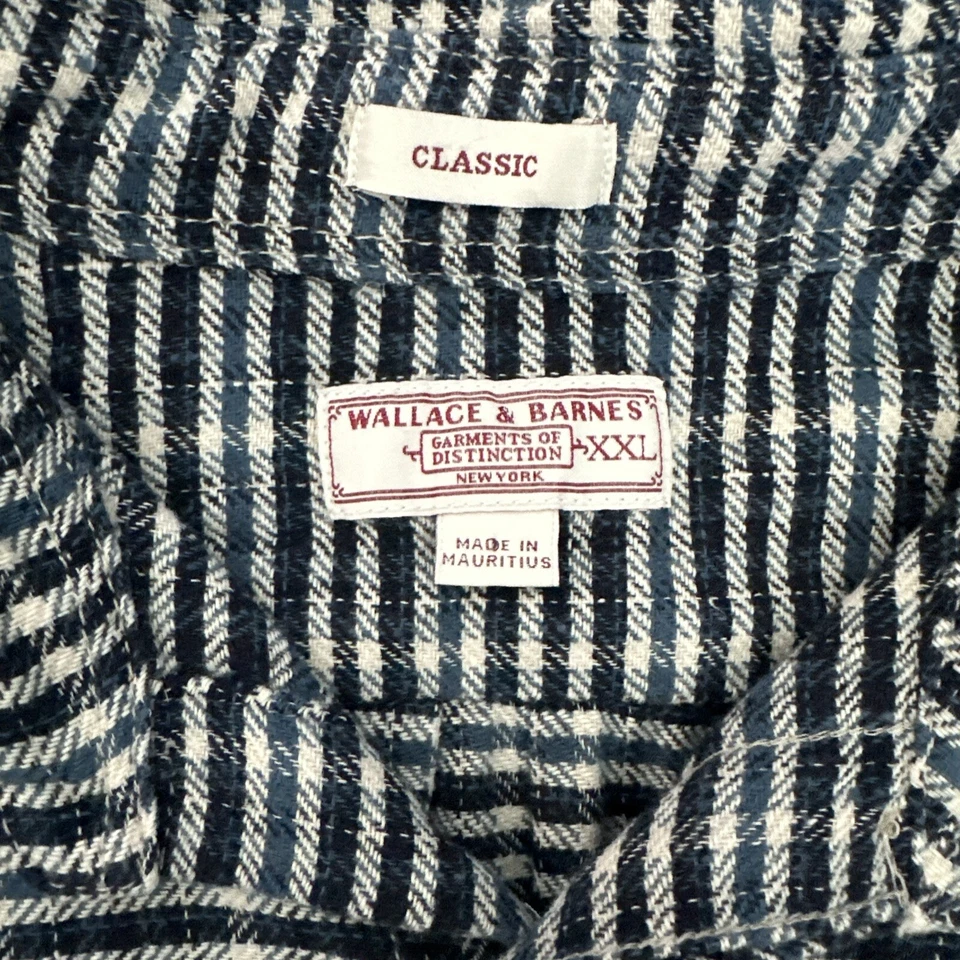 CLASSIC
WALLACE & BARNES
GARMENTS OF
DISTINCTION
XXL
NEW YORK
MADE IN
MAURITIUS